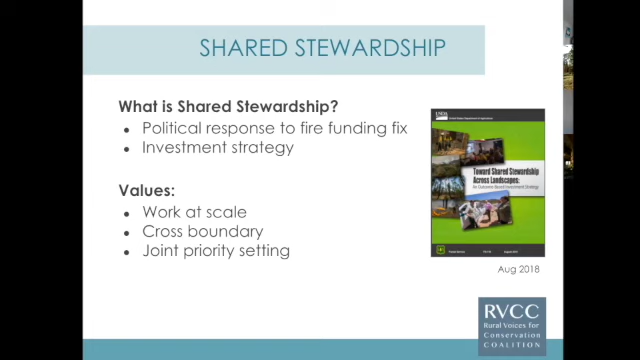 SHARED STEWARDSHIP
What is Shared Stewardship?
● Political response to fire funding fix
● Investment strategy
Values:
● Work at scale
● Cross boundary
● Joint priority setting
USDA
Toward Shared Stewardship
Across Landscapes:
An Outcome-Based Investment Strategy
Aug 2018
RVCC
Rural Voices for
Conservation
COALITION